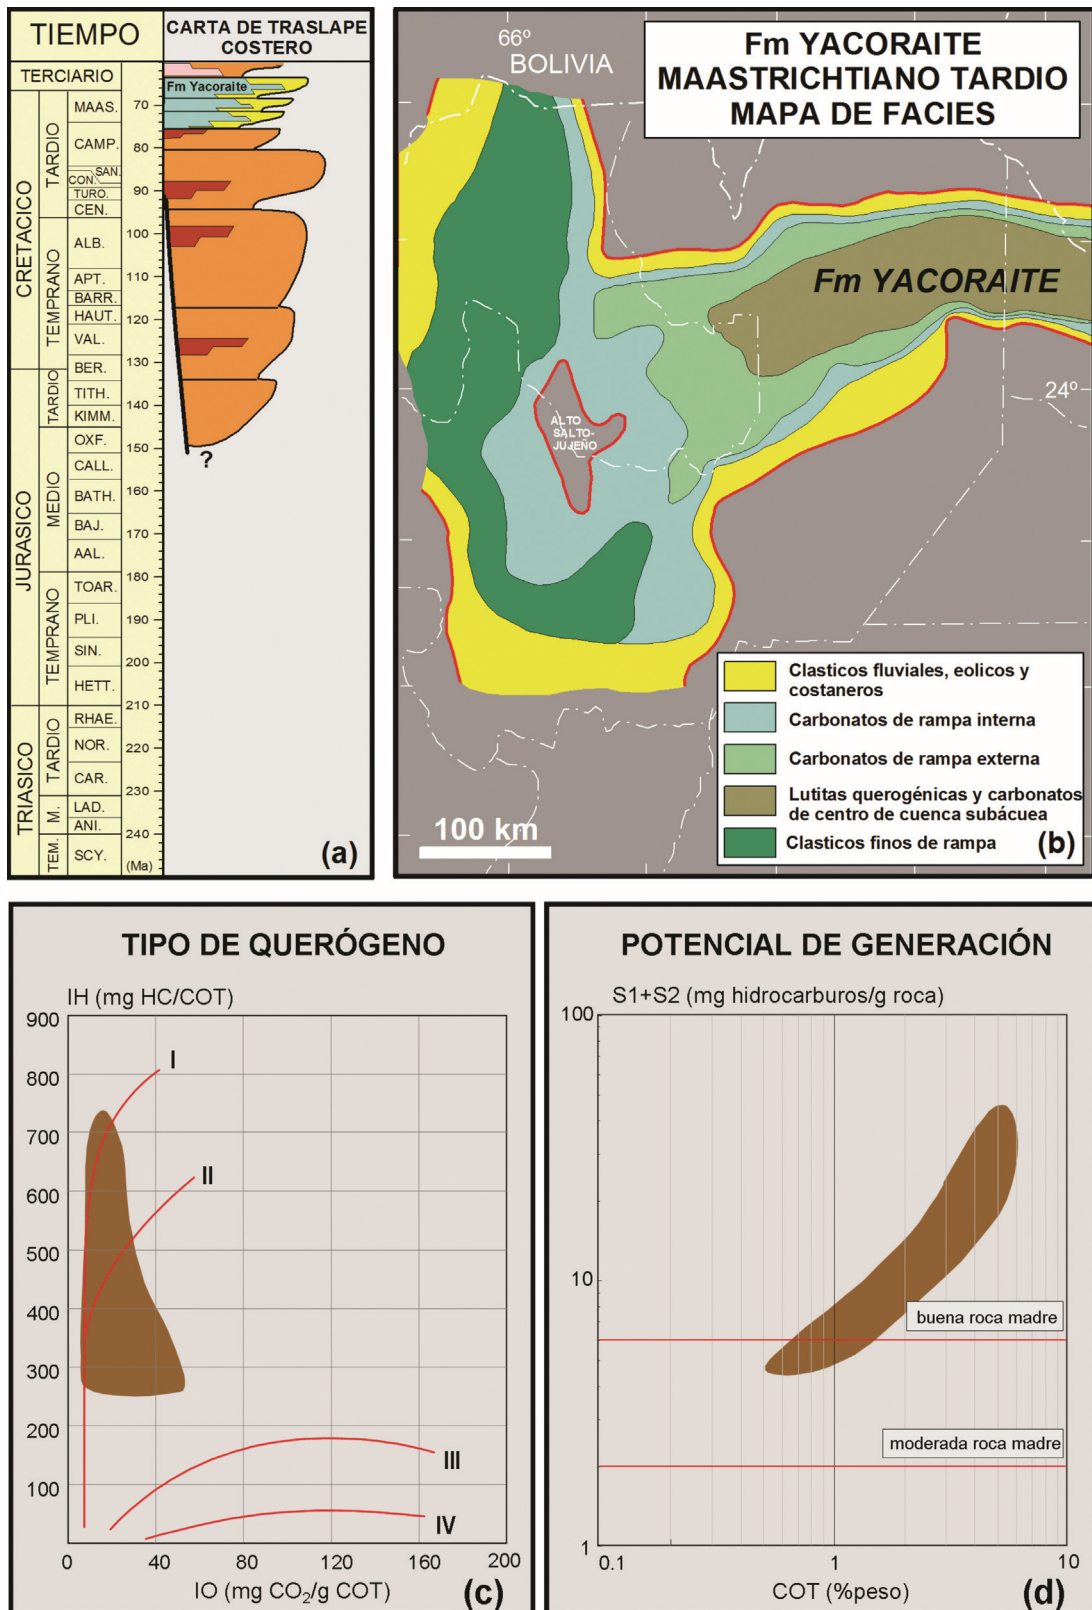 TIEMPO
CARTA DE TRASLAPE
COSTERO
TERCIARIO
Fm Yacoraite
CRETACICO
TARDIO
MAAS.
CAMP.
SAN.
CON.
TURO.
CEN.
TEMPRANO
ALB.
APT.
BARR.
HAUT.
VAL.
BER.
JURASICO
TARDIO
TITH.
KIMM.
OXF.
MEDIO
CALL.
BATH.
BAJ.
AAL.
TEMPRANO
TOAR.
PLI.
SIN.
HETT.
TRIASICO
TARDIO
RHAE.
NOR.
CAR.
M.
LAD.
ANI.
TEM.
SCY.
70
80
90
100
110
120
130
140
150
160
170
180
190
200
210
220
230
240
(Ma)
?
(a)
66º
BOLIVIA
Fm YACORAITE
MAASTRICHTIANO TARDIO
MAPA DE FACIES
Fm YACORAITE
24º
ALTO
SALTO-
JUJEÑO
Clasticos fluviales, eolicos y
costaneros
Carbonatos de rampa interna
Carbonatos de rampa externa
Lutitas querogénicas y carbonatos
de centro de cuenca subácuea
Clasticos finos de rampa
100 km
(b)
TIPO DE QUERÓGENO
IH (mg HC/COT)
900
800
700
600
500
400
300
200
100
I
II
III
IV
0
40
80
120
160
200
IO (mg CO₂/g COT)
(c)
POTENCIAL DE GENERACIÓN
S1+S2 (mg hidrocarburos/g roca)
100
10
1
buena roca madre
moderada roca madre
0.1
1
10
COT (%peso)
(d)